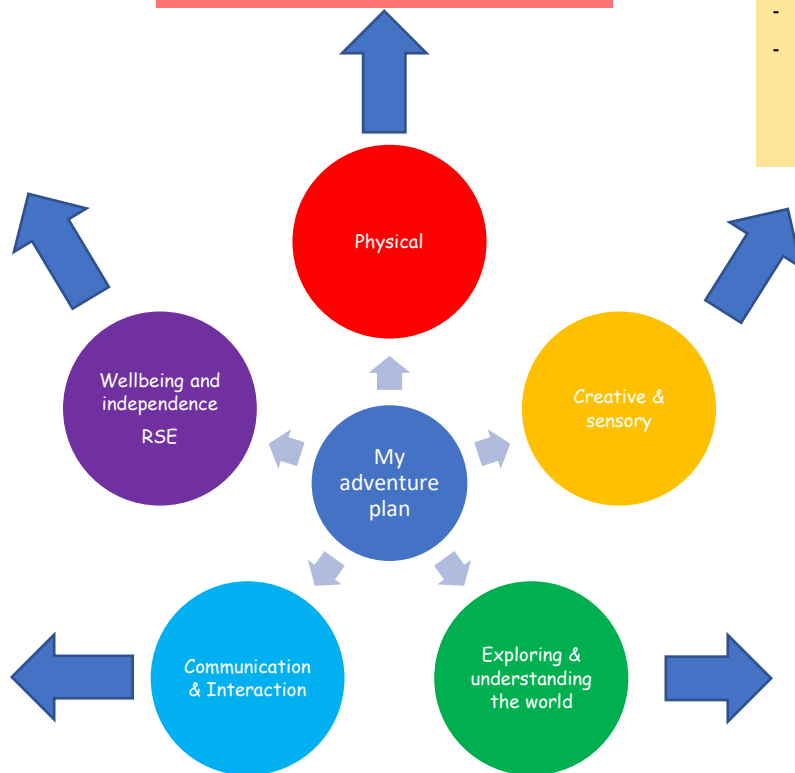 -
-
Physical
Wellbeing and
independence
RSE
Creative &
sensory
My
adventure
plan
Communication
& Interaction
Exploring &
understanding
the world